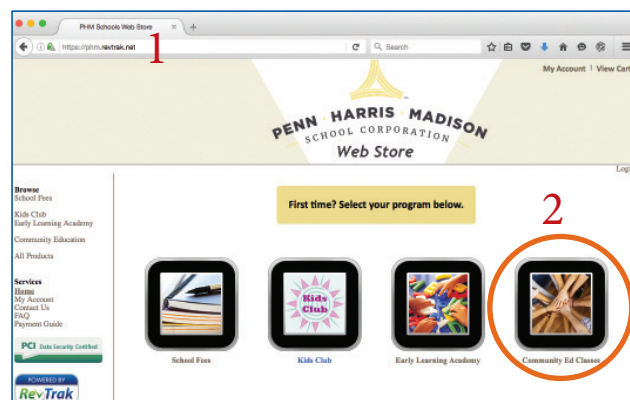 PHM Schools Web Store
https://phm.revtrak.net
Search
1
My Account | View Cart
PENN · HARRIS · MADISON
SCHOOL CORPORATION
Web Store
Logi
Browse
School Fees
Kids Club
Early Learning Academy
Community Education
All Products
Services
Home
My Account
Contact Us
FAQ
Payment Guide
PCI Data Security Certified
POWERED BY
RevTrak
First time? Select your program below.
2
Kids
Club
School Fees
Kids Club
Early Learning Academy
Community Ed Classes